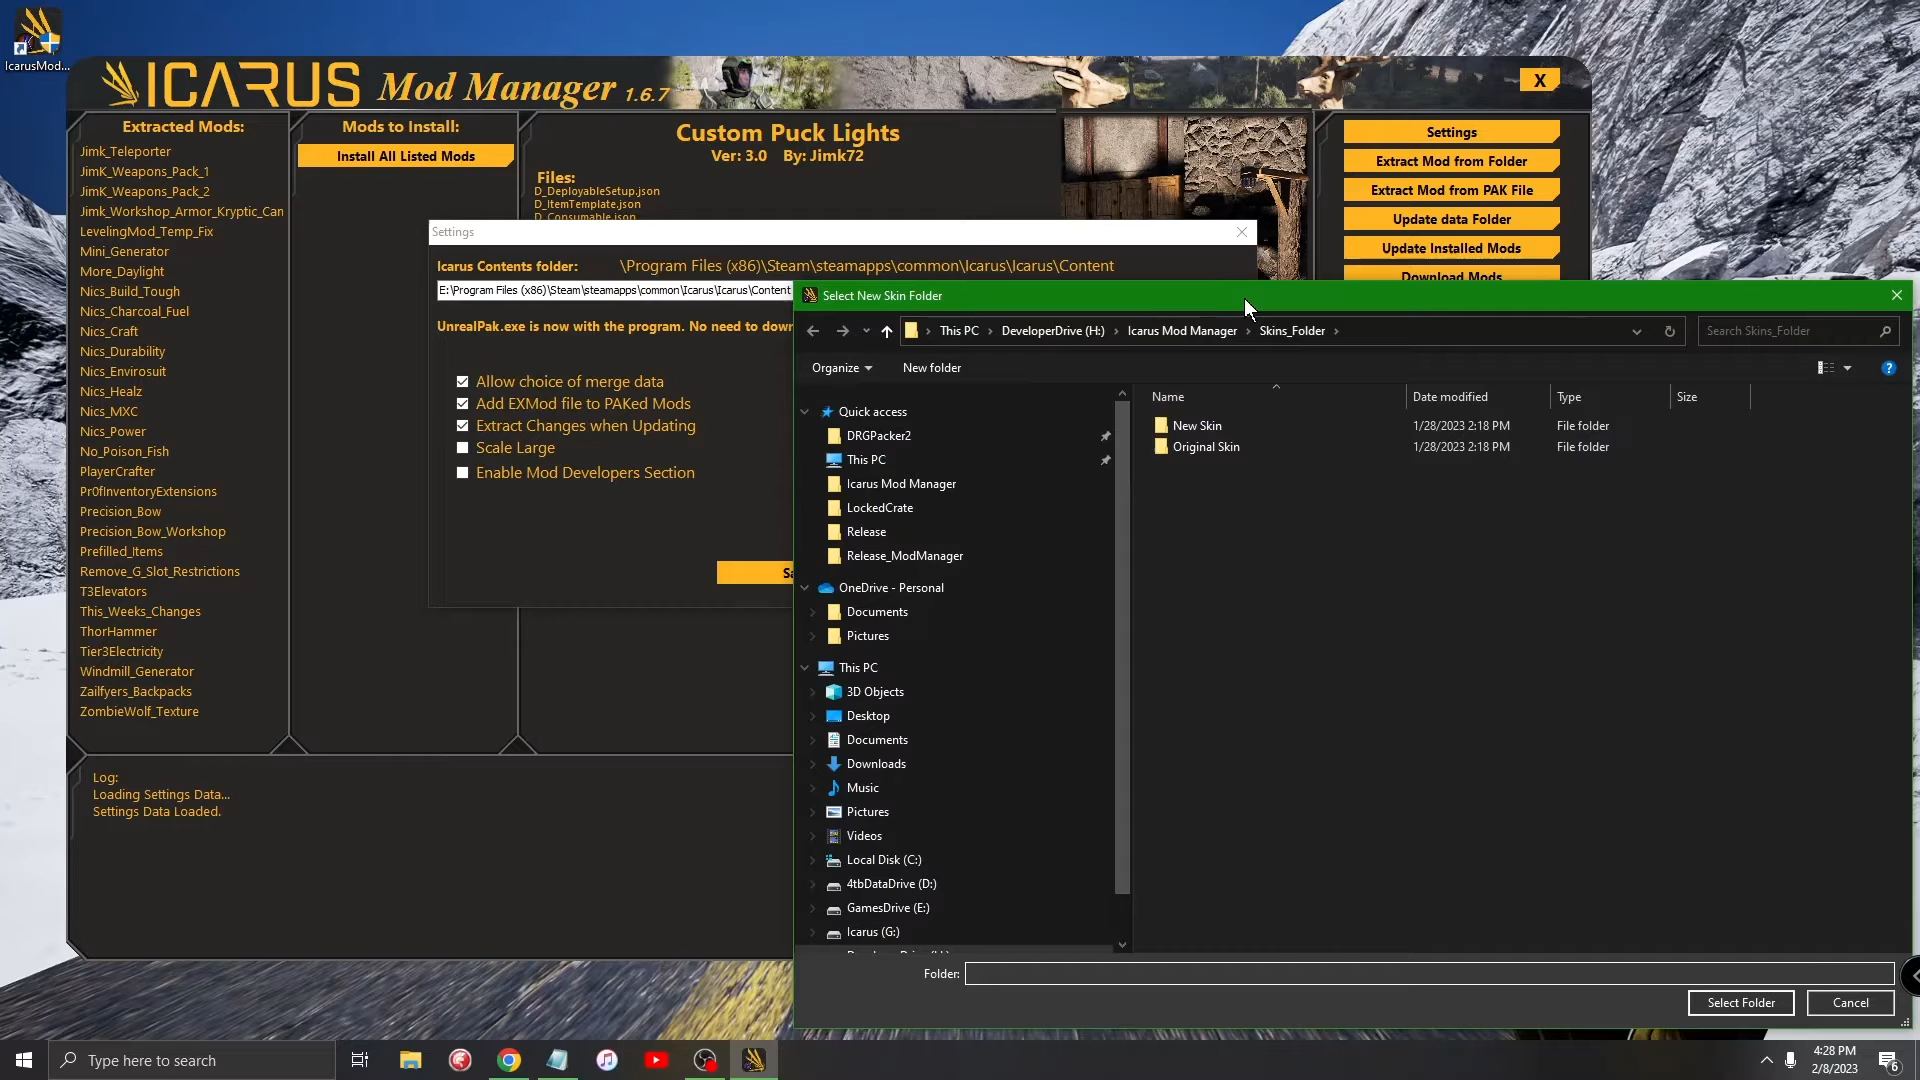 IcarusMod...
ICARUS Mod Manager 1.6.7
X
Extracted Mods:
Jimk_Teleporter
JimK_Weapons_Pack_1
JimK_Weapons_Pack_2
Jimk_Workshop_Armor_Kryptic_Can
LevelingMod_Temp_Fix
Mini_Generator
More_Daylight
Nics_Build_Tough
Nics_Charcoal_Fuel
Nics_Craft
Nics_Durability
Nics_Envirosuit
Nics_Healz
Nics_MXC
Nics_Power
No_Poison_Fish
PlayerCrafter
Pr0fInventoryExtensions
Precision_Bow
Precision_Bow_Workshop
Prefilled_Items
Remove_G_Slot_Restrictions
T3Elevators
This_Weeks_Changes
ThorHammer
Tier3Electricity
Windmill_Generator
Zailfyers_Backpacks
ZombieWolf_Texture
Mods to Install:
Install All Listed Mods
Custom Puck Lights
Ver: 3.0 By: Jimk72
Files:
D_DeployableSetup.json
D_ItemTemplate.json
D_Consumable.json
Settings
Extract Mod from Folder
Extract Mod from PAK File
Update data Folder
Update Installed Mods
Download Mods
Settings
Icarus Contents folder: \Program Files (x86)\Steam\steamapps\common\Icarus\Icarus\Content
E:\Program Files (x86)\Steam\steamapps\common\Icarus\Icarus\Content
UnrealPak.exe is now with the program. No need to dow
Allow choice of merge data
Add EXMod file to PAKed Mods
Extract Changes when Updating
Scale Large
Enable Mod Developers Section
Sa
Select New Skin Folder
This PC > DeveloperDrive (H:) > Icarus Mod Manager > Skins_Folder >
Search Skins_Folder
Organize
New folder
?
Quick access
DRGPacker2
This PC
Icarus Mod Manager
LockedCrate
Release
Release_ModManager
OneDrive - Personal
Documents
Pictures
This PC
3D Objects
Desktop
Documents
Downloads
Music
Pictures
Videos
Local Disk (C:)
4tbDataDrive (D:)
GamesDrive (E:)
Icarus (G:)
Name Date modified Type Size
New Skin 1/28/2023 2:18 PM File folder
Original Skin 1/28/2023 2:18 PM File folder
Folder:
Select Folder
Cancel
Log:
Loading Settings Data...
Settings Data Loaded.
Type here to search
4:28 PM
2/8/2023
6